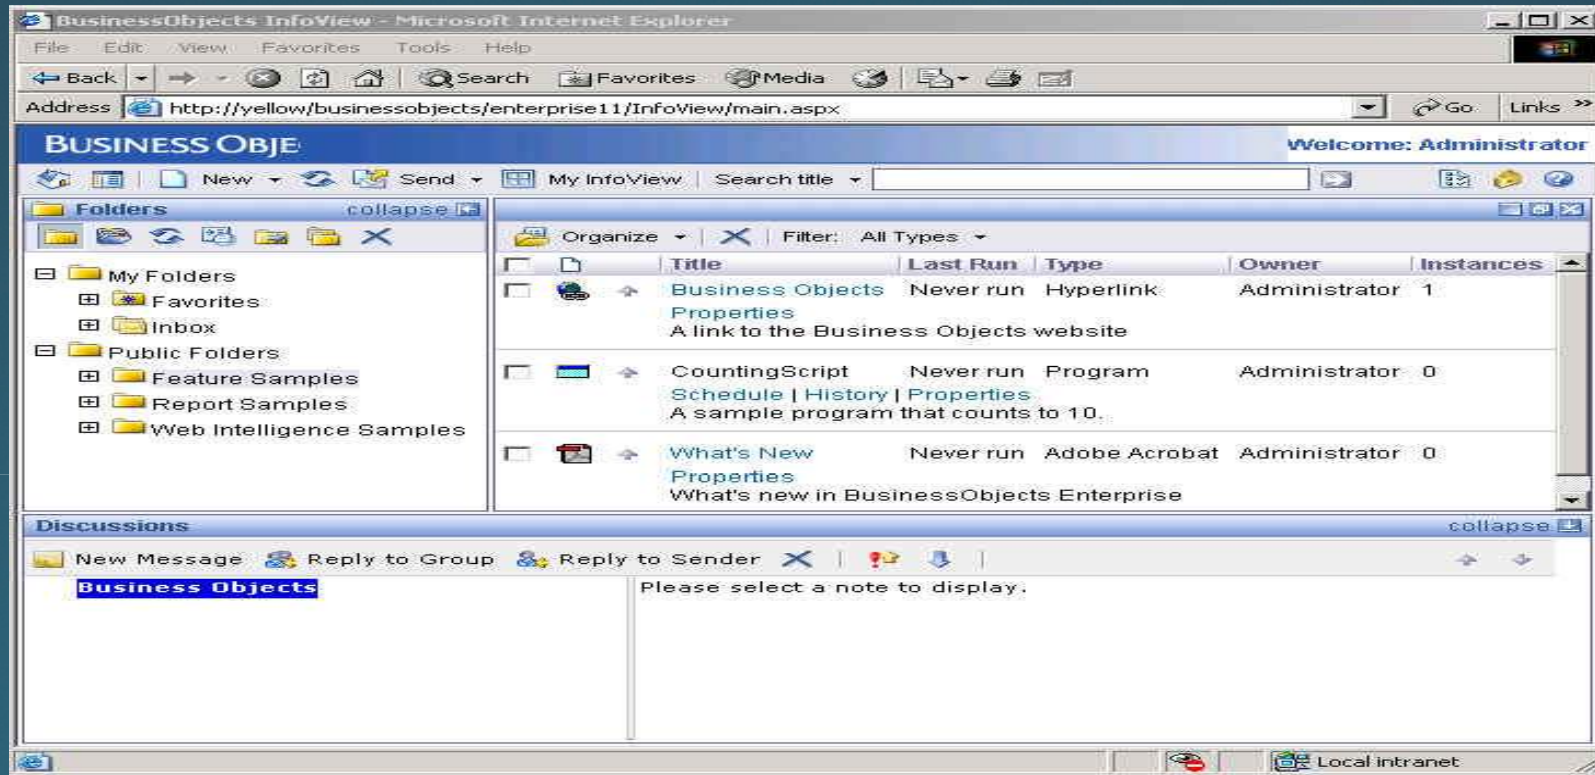 BusinessObjects InfoView - Microsoft Internet Explorer
File Edit View Favorites Tools Help
Back Search Favorites Media
Address http://yellow/businessobjects/enterprise11/InfoView/main.aspx Go Links »
BUSINESS OBJE Welcome: Administrator
New Send My InfoView Search title
Folders collapse
My Folders
Favorites
Inbox
Public Folders
Feature Samples
Report Samples
Web Intelligence Samples
Organize Filter: All Types
Title Last Run Type Owner Instances
Business Objects Never run Hyperlink Administrator 1
Properties
A link to the Business Objects website
CountingScript Never run Program Administrator 0
Schedule | History | Properties
A sample program that counts to 10.
What's New Never run Adobe Acrobat Administrator 0
Properties
What's new in BusinessObjects Enterprise
Discussions collapse
New Message Reply to Group Reply to Sender
Business Objects Please select a note to display.
Local intranet